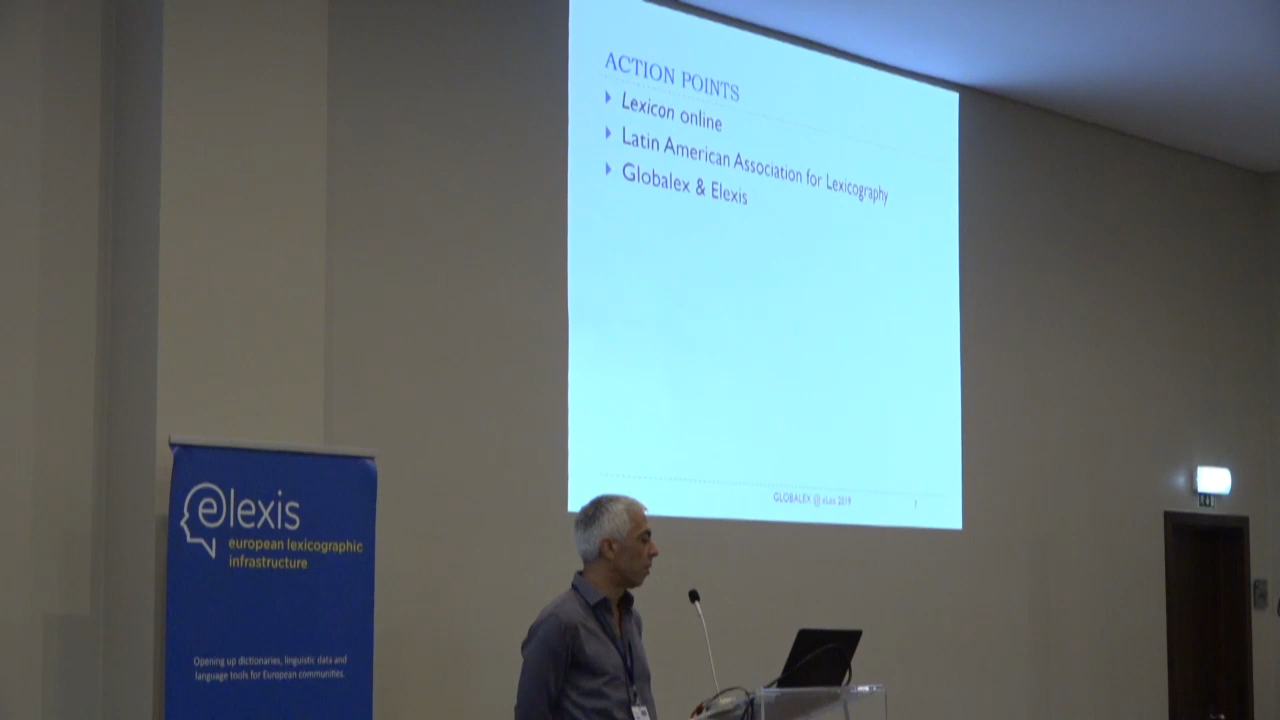 ACTION POINTS
Lexicon online
Latin American Association for Lexicography
Globalex & Elexis
GLOBALEX @ eLex 2019
elexis
european lexicographic
infrastructure
Opening up dictionaries, linguistic data and
language tools for European communities.